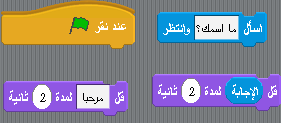 عند نقر
اسأل ما اسمك؟ وانتظر
قل مرحبا لمدة 2 ثانية
قل الإجابة لمدة 2 ثانية